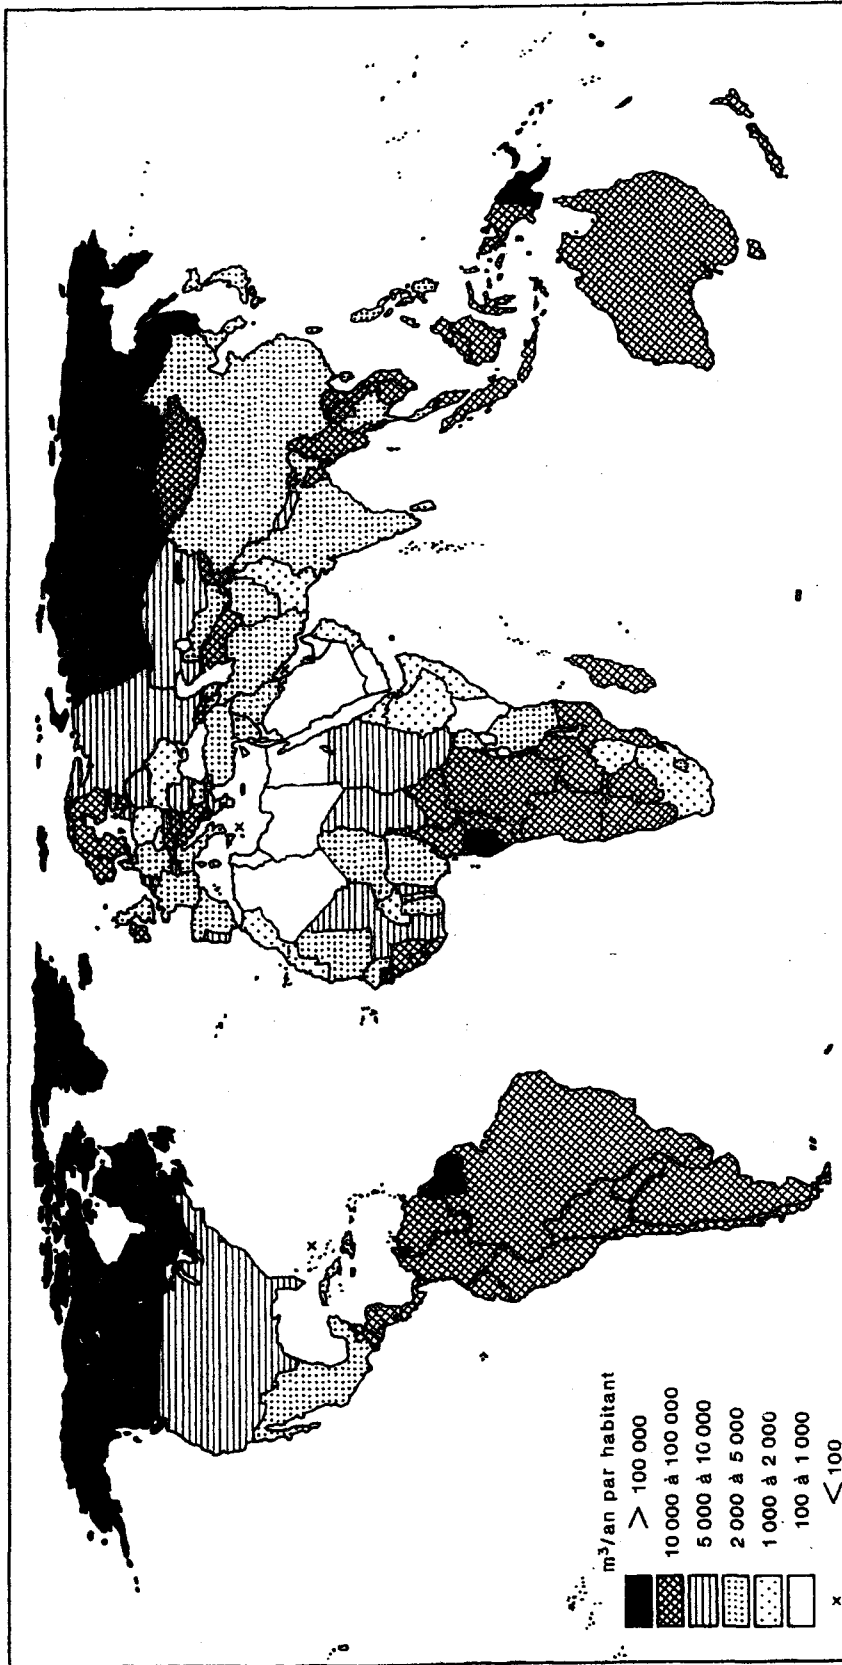 m³/an par habitant
> 100 000
10 000 à 100 000
5 000 à 10 000
2 000 à 5 000
1 000 à 2 000
100 à 1 000
x < 100